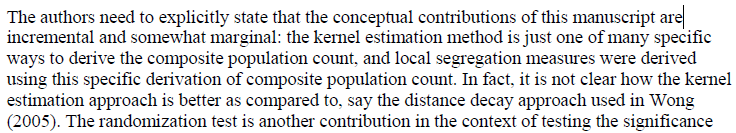 The authors need to explicitly state that the conceptual contributions of this manuscript are
incremental and somewhat marginal: the kernel estimation method is just one of many specific
ways to derive the composite population count, and local segregation measures were derived
using this specific derivation of composite population count. In fact, it is not clear how the kernel
estimation approach is better as compared to, say the distance decay approach used in Wong
(2005). The randomization test is another contribution in the context of testing the significance